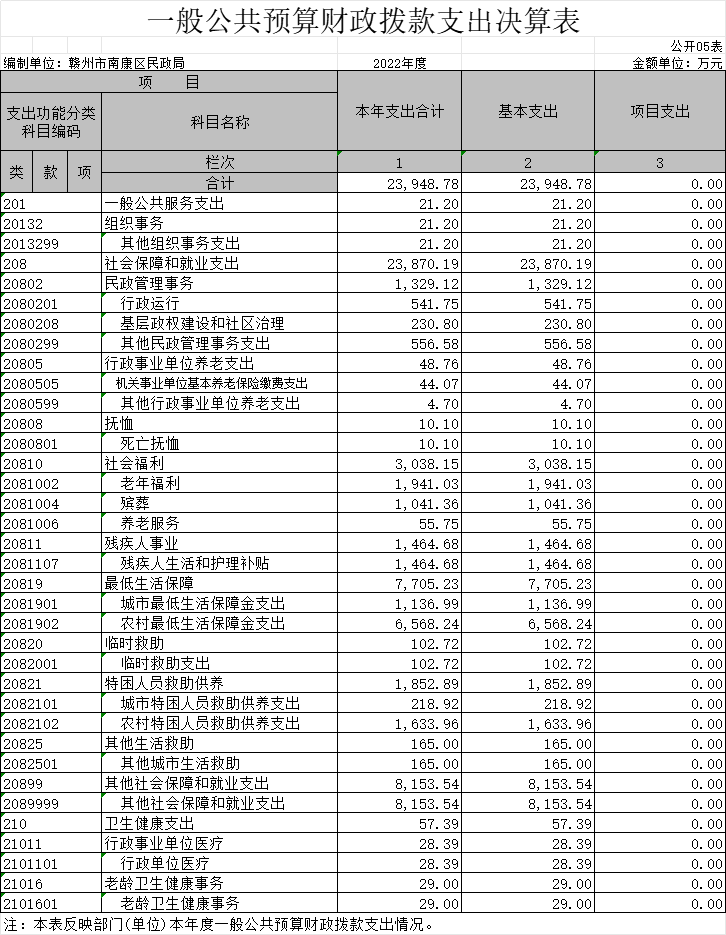 一般公共预算财政拨款支出决算表
公开05表
编制单位：赣州市南康区民政局 2022年度 金额单位：万元
项 目 本年支出合计 基本支出 项目支出
支出功能分类科目编码 科目名称
类 款 项 栏次 1 2 3
合计 23,948.78 23,948.78 0.00
201 一般公共服务支出 21.20 21.20 0.00
20132 组织事务 21.20 21.20 0.00
2013299 其他组织事务支出 21.20 21.20 0.00
208 社会保障和就业支出 23,870.19 23,870.19 0.00
20802 民政管理事务 1,329.12 1,329.12 0.00
2080201 行政运行 541.75 541.75 0.00
2080208 基层政权建设和社区治理 230.80 230.80 0.00
2080299 其他民政管理事务支出 556.58 556.58 0.00
20805 行政事业单位养老支出 48.76 48.76 0.00
2080505 机关事业单位基本养老保险缴费支出 44.07 44.07 0.00
2080599 其他行政事业单位养老支出 4.70 4.70 0.00
20808 抚恤 10.10 10.10 0.00
2080801 死亡抚恤 10.10 10.10 0.00
20810 社会福利 3,038.15 3,038.15 0.00
2081002 老年福利 1,941.03 1,941.03 0.00
2081004 殡葬 1,041.36 1,041.36 0.00
2081006 养老服务 55.75 55.75 0.00
20811 残疾人事业 1,464.68 1,464.68 0.00
2081107 残疾人生活和护理补贴 1,464.68 1,464.68 0.00
20819 最低生活保障 7,705.23 7,705.23 0.00
2081901 城市最低生活保障金支出 1,136.99 1,136.99 0.00
2081902 农村最低生活保障金支出 6,568.24 6,568.24 0.00
20820 临时救助 102.72 102.72 0.00
2082001 临时救助支出 102.72 102.72 0.00
20821 特困人员救助供养 1,852.89 1,852.89 0.00
2082101 城市特困人员救助供养支出 218.92 218.92 0.00
2082102 农村特困人员救助供养支出 1,633.96 1,633.96 0.00
20825 其他生活救助 165.00 165.00 0.00
2082501 其他城市生活救助 165.00 165.00 0.00
20899 其他社会保障和就业支出 8,153.54 8,153.54 0.00
2089999 其他社会保障和就业支出 8,153.54 8,153.54 0.00
210 卫生健康支出 57.39 57.39 0.00
21011 行政事业单位医疗 28.39 28.39 0.00
2101101 行政单位医疗 28.39 28.39 0.00
21016 老龄卫生健康事务 29.00 29.00 0.00
2101601 老龄卫生健康事务 29.00 29.00 0.00
注：本表反映部门(单位)本年度一般公共预算财政拨款支出情况。